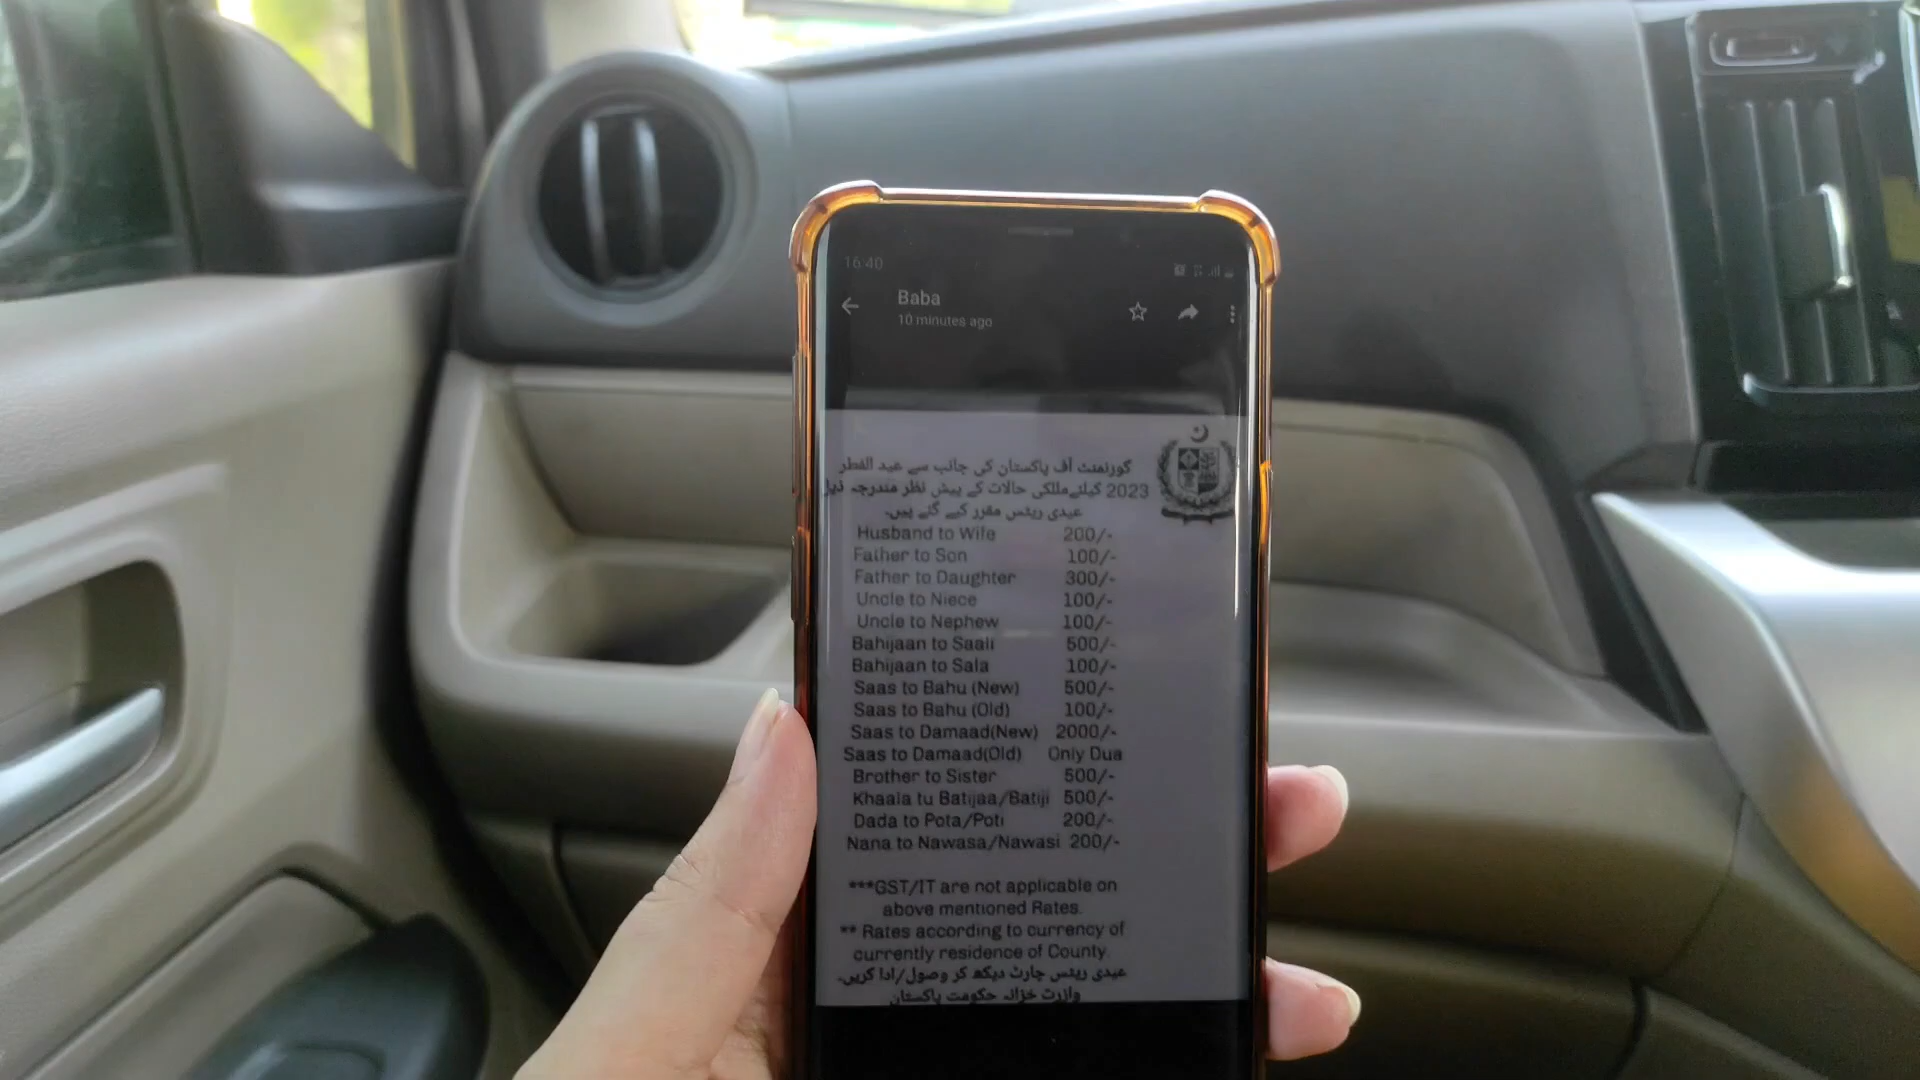 16:40
Baba
10 minutes ago
گورنمنٹ آف پاکستان کی جانب سے عید الفطر
2023 کیلئے ملکی حالات کے پیش نظر مندرجہ ذیل
عیدی ریٹس مقرر کیے گئے ہیں۔
Husband to Wife 200/-
Father to Son 100/-
Father to Daughter 300/-
Uncle to Niece 100/-
Uncle to Nephew 100/-
Bahijaan to Saali 500/-
Bahijaan to Sala 100/-
Saas to Bahu (New) 500/-
Saas to Bahu (Old) 100/-
Saas to Damaad(New) 2000/-
Saas to Damaad(Old) Only Dua
Brother to Sister 500/-
Khaala tu Batijaa/Batiji 500/-
Dada to Pota/Poti 200/-
Nana to Nawasa/Nawasi 200/-
***GST/IT are not applicable on
above mentioned Rates.
** Rates according to currency of
currently residence of County.
عیدی ریٹس چارٹ دیکھ کر وصول/ادا کریں۔
وازرت خزانہ حکومت پاکستان